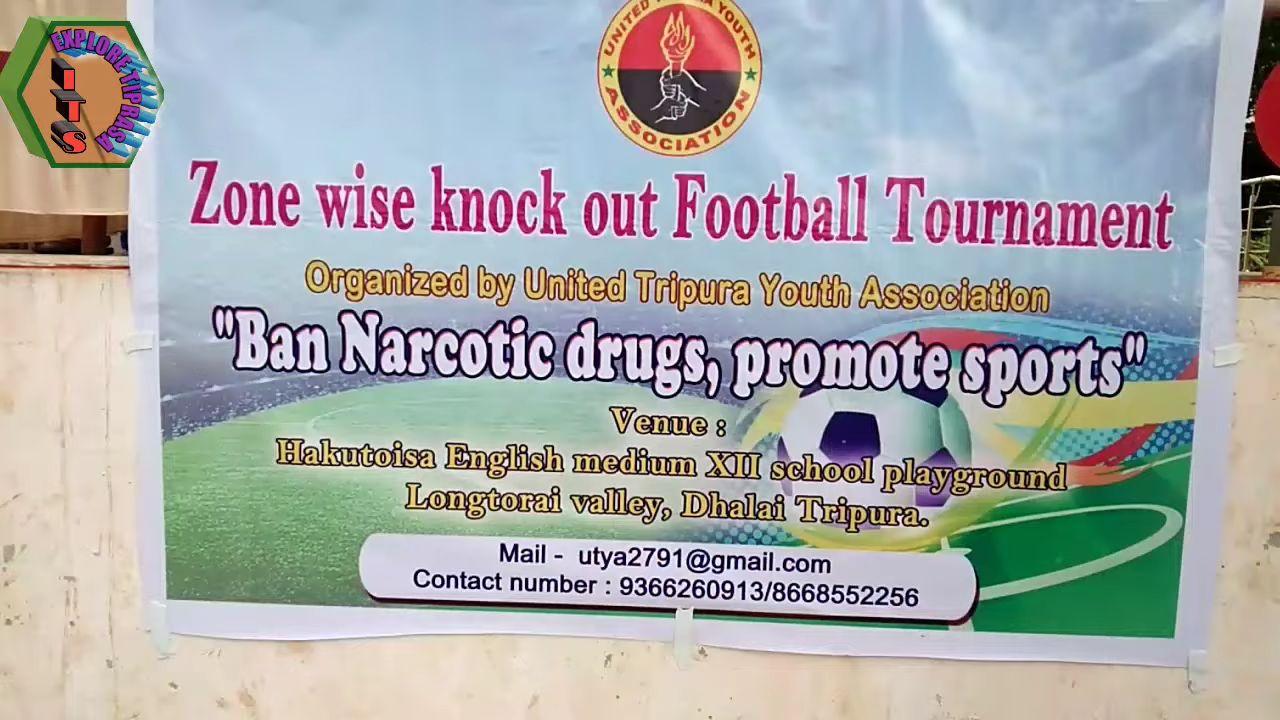 EXPLORE TIPRASA
ITS
UNITED TRIPURA YOUTH
ASSOCIATION
Zone wise knock out Football Tournament
Organized by United Tripura Youth Association
"Ban Narcotic drugs, promote sports"
Venue :
Hakutoisa English medium XII school playground
Longtorai valley, Dhalai Tripura.
Mail - utya2791@gmail.com
Contact number : 9366260913/8668552256